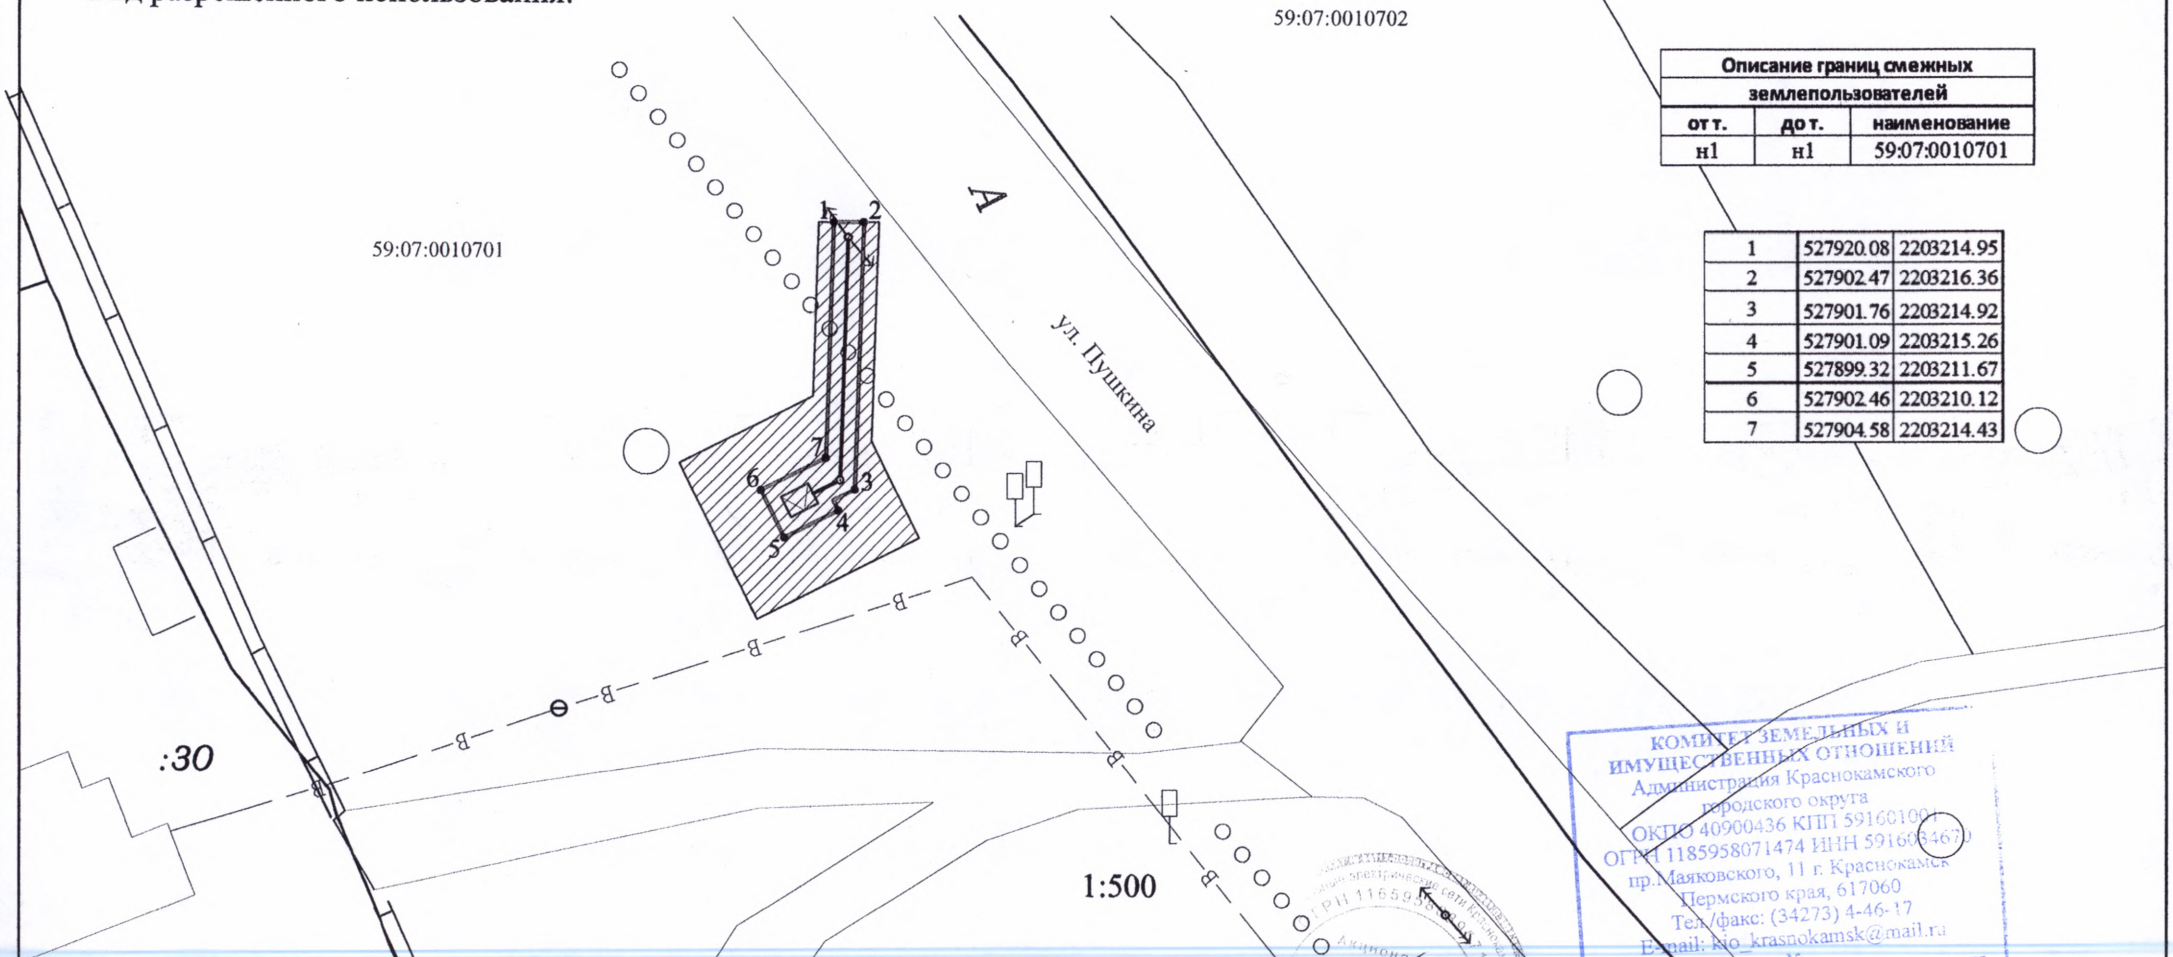 разрешенного использования.
59:07:0010702
Описание границ смежных
землепользователей
от т. до т. наименование
н1 н1 59:07:0010701
А
1 2
59:07:0010701
1 527920.08 2203214.95
2 527902.47 2203216.36
3 527901.76 2203214.92
4 527901.09 2203215.26
5 527899.32 2203211.67
6 527902.46 2203210.12
7 527904.58 2203214.43
ул. Пушкина
7
6 3
4
5
В
В
В
В
В
В
В
В
:30
1:500
КОМИТЕТ ЗЕМЕЛЬНЫХ И
ИМУЩЕСТВЕННЫХ ОТНОШЕНИЙ
Администрация Краснокамского
городского округа
ОКПО 40900436 КПП 591601001
ОГРН 1185958071474 ИНН 5916034670
пр.Маяковского, 11 г. Краснокамск
Пермского края, 617060
Тел./факс: (34273) 4-46-17
E-mail: kio_krasnokamsk@mail.ru
электрические сети